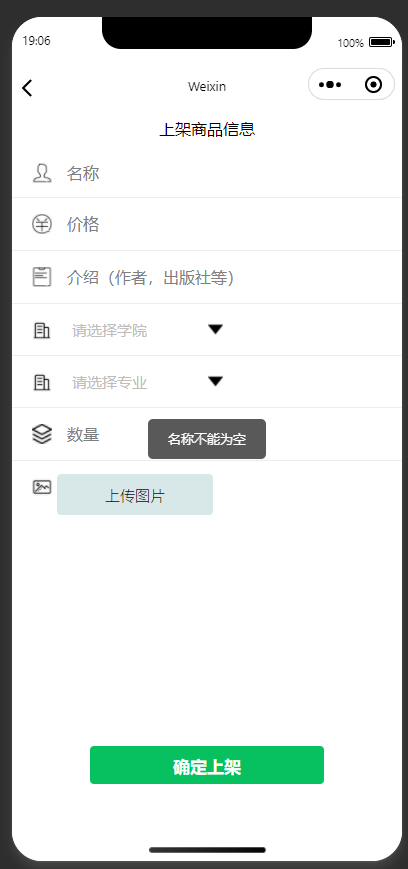 19:06
100%
Weixin
上架商品信息
名称
价格
介绍（作者，出版社等）
请选择学院
请选择专业
数量
名称不能为空
上传图片
确定上架